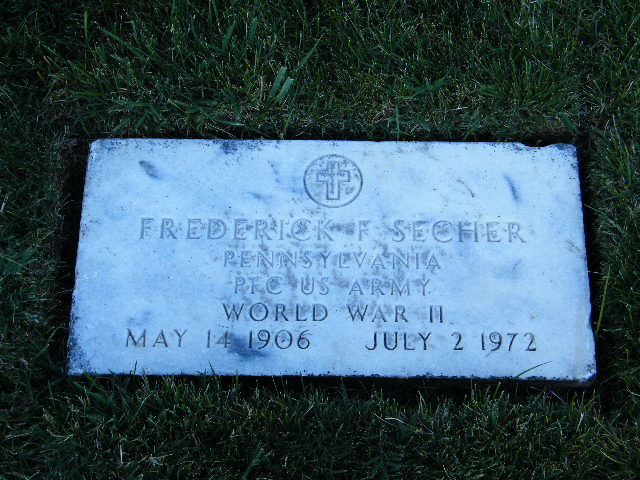 FREDERICK F SECHER
PENNSYLVANIA
PFC US ARMY
WORLD WAR II
MAY 14 1906 JULY 2 1972